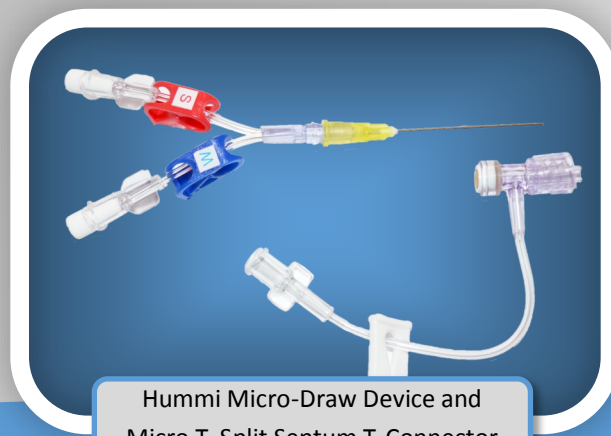 S
W
Hummi Micro-Draw Device and
Micro T. Split Septum T-Connector